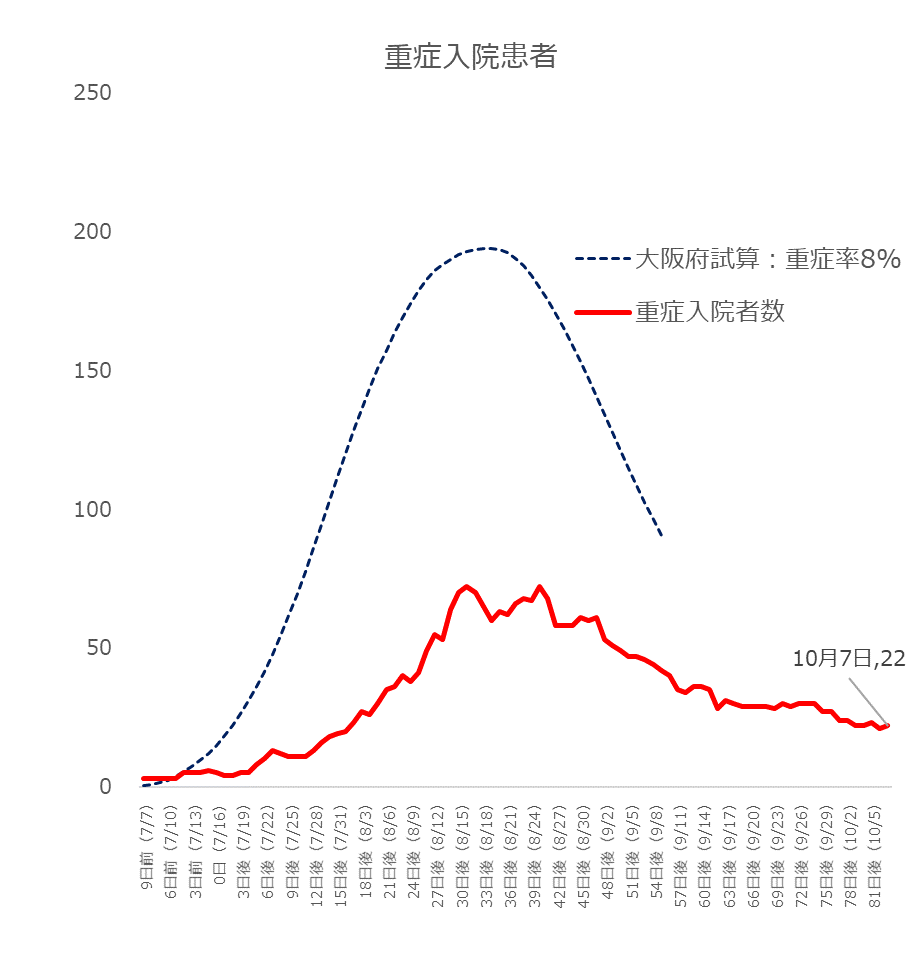 重症入院患者
250
200
150
100
50
0
大阪府試算：重症率8%
重症入院者数
10月7日,22
9日前（7/7）
6日前（7/10）
3日前（7/13）
0日（7/16）
3日後（7/19）
6日後（7/22）
9日後（7/25）
12日後（7/28）
15日後（7/31）
18日後（8/3）
21日後（8/6）
24日後（8/9）
27日後（8/12）
30日後（8/15）
33日後（8/18）
36日後（8/21）
39日後（8/24）
42日後（8/27）
45日後（8/30）
48日後（9/2）
51日後（9/5）
54日後（9/8）
57日後（9/11）
60日後（9/14）
63日後（9/17）
66日後（9/20）
69日後（9/23）
72日後（9/26）
75日後（9/29）
78日後（10/2）
81日後（10/5）